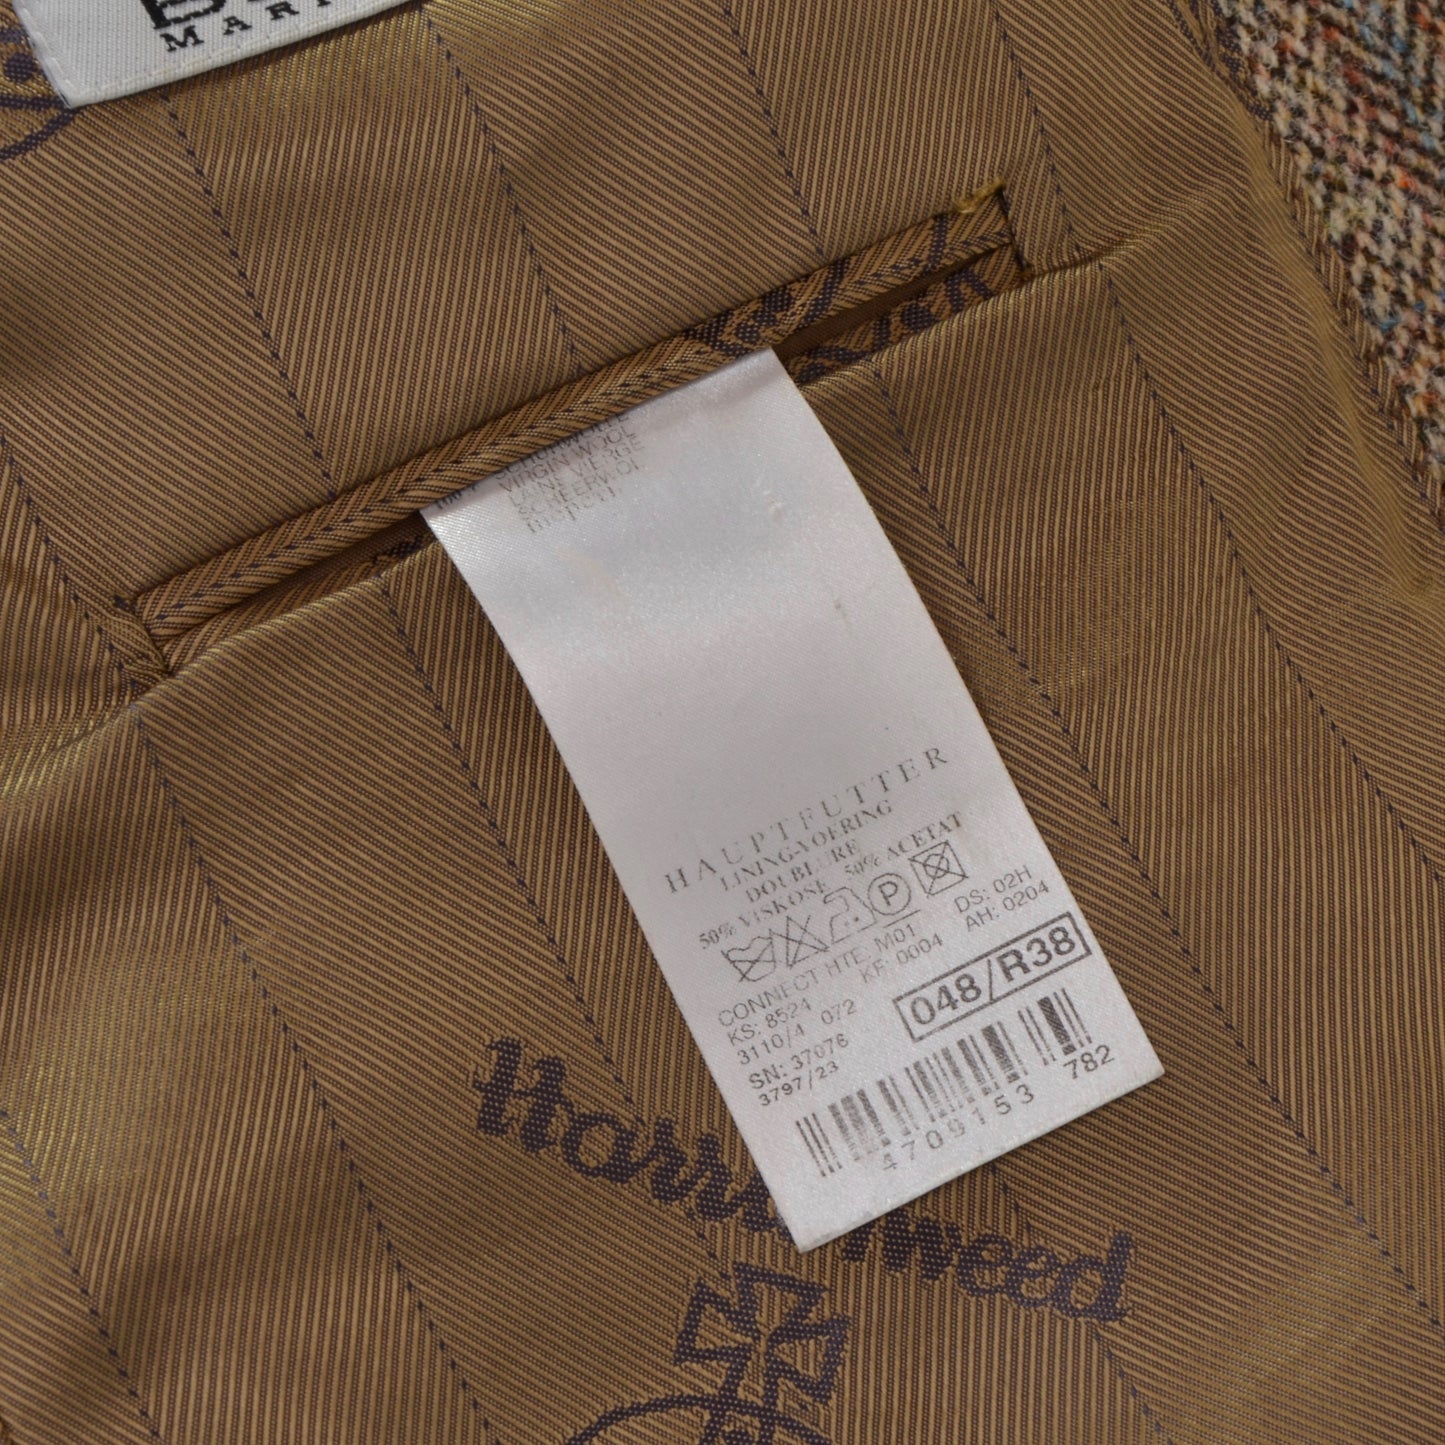 MAR
VIRGIN WOOL
LAINE VIERGE
SCHEERWOL
HAUPTFUTTER
LINING-VOERING
DOUBLURE
50% VISKOSE 50% ACETAT
P
CONNECT HTE M01 DS: 02H
KS: 8524 KF: 0004 AH: 0204
3110/4 072
SN: 37076 048/R38
3797/23
4709153 782
Harris Tweed